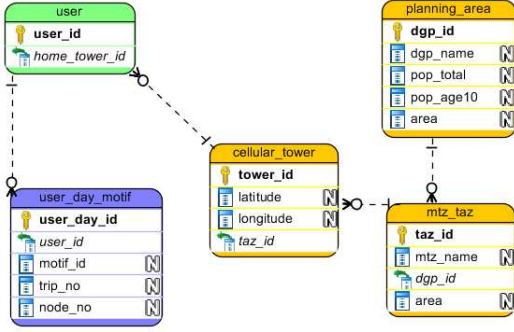 user
user_id
home_tower_id
planning_area
dgp_id
dgp_name N
pop_total N
pop_age10 N
area N
cellular_tower
tower_id
latitude N
longitude N
taz_id
user_day_motif
user_day_id
user_id
motif_id N
trip_no N
node_no N
mtz_taz
taz_id
mtz_name N
dgp_id
area N